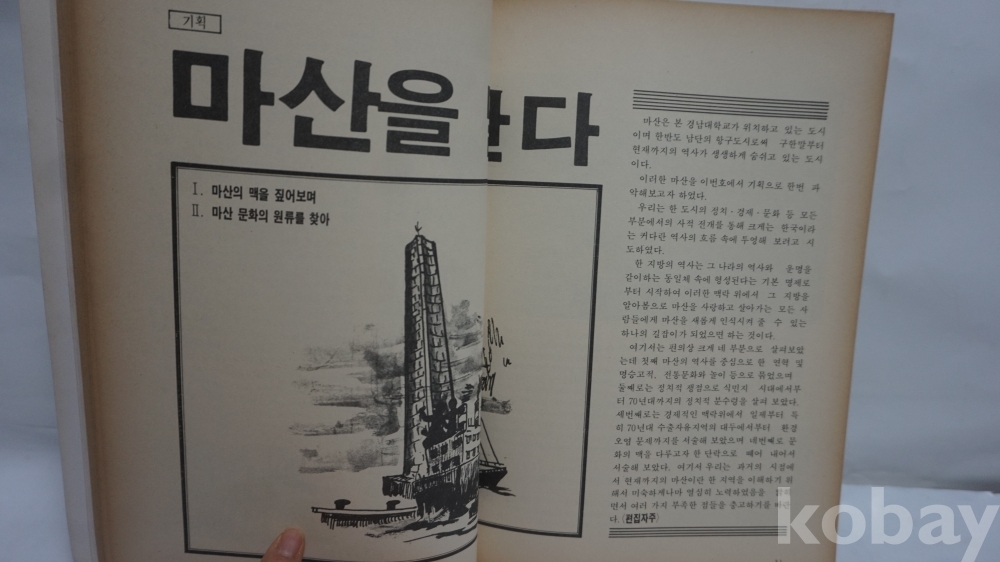 기획
마산을 안다
Ⅰ. 마산의 맥을 짚어보며
Ⅱ. 마산 문화의 원류를 찾아
마산은 본 경남대학교가 위치하고 있는 도시
이며 한반도 남단의 항구도시로써 구한말부터
현재까지의 역사가 생생하게 숨쉬고 있는 도시
이다.
이러한 마산을 이번호에서 기획으로 한번 파
악해보고자 하였다.
우리는 한 도시의 정치·경제·문화 등 모든
부분에서의 사적 전개를 통해 크게는 한국이라
는 커다란 역사의 흐름 속에 투영해 보려고 시
도하였다.
한 지방의 역사는 그 나라의 역사와 운명을
같이하는 동일체 속에 형성된다는 기본 명제로
부터 시작하여 이러한 맥락 위에서 그 지방을
앎아봄으로 마산을 사랑하고 살아가는 모든 사
람들에게 마산을 새롭게 인식시켜 줄 수 있는
하나의 길잡이가 되었으면 하는 것이다.
여기서는 편의상 크게 네 부분으로 살펴보았
는데 첫째 마산의 역사를 중심으로 한 연혁 및
명승고적, 전통문화와 놀이 등으로 묶었으며
둘째로는 정치적 쟁점으로 식민지 시대에서부
터 70년대까지의 정치적 분수령을 살펴 보았다.
세번째로는 경제적인 맥락위에서 일제부터 특
히 70년대 수출자유지역의 대두에서부터 환경
오염 문제까지를 서술해 보았으며 네번째로 문
화의 맥을 다루고자 한 단락으로 떼어 내어서
서술해 보았다. 여기서 우리는 과거의 시점에
서 현재까지의 마산이란 한 지역을 이해하기 위
해서 미숙하게나마 열심히 노력하였음을
면서 여러 가지 부족한 점들을 충고하기를 바란
다. 〈편집자주〉
kobay